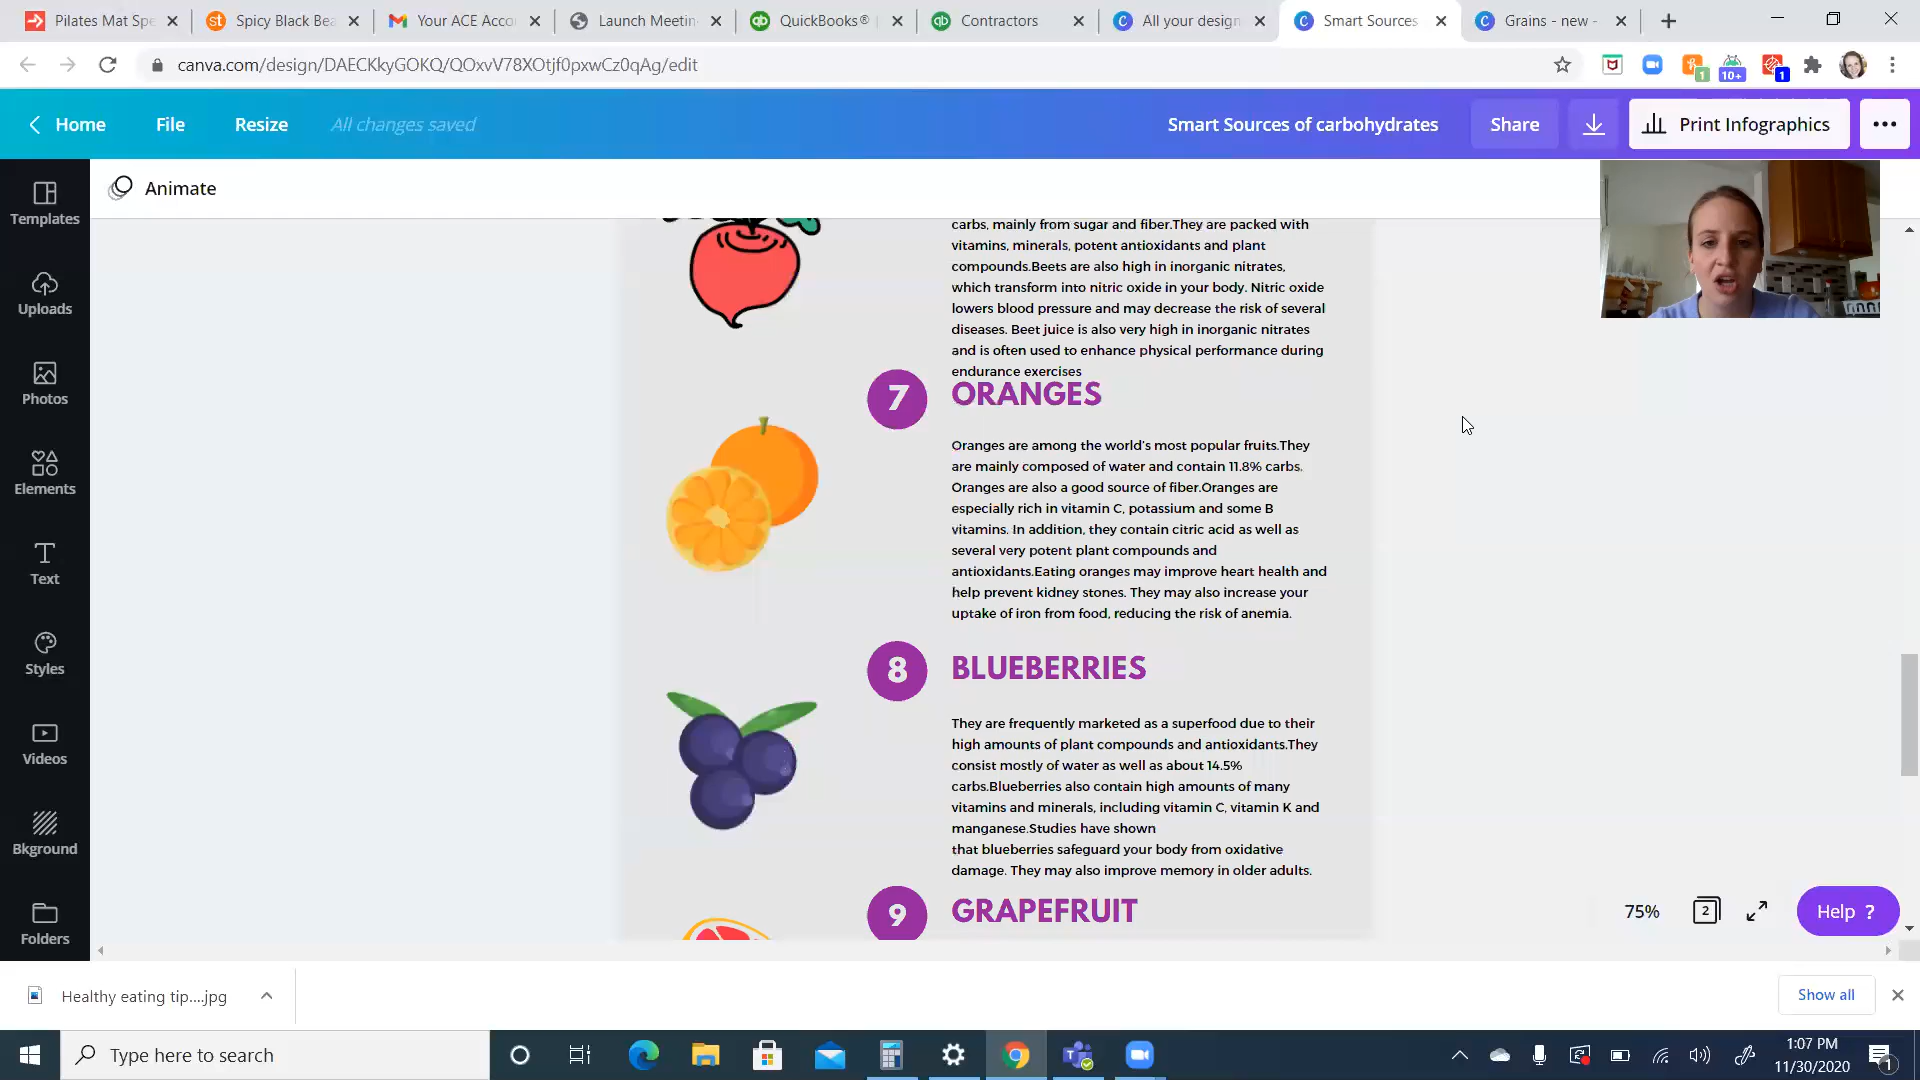 Pilates Mat Spe
Spicy Black Bea
Your ACE Acco
Launch Meetin
QuickBooks®
Contractors
All your design
Smart Sources
Grains - new -
canva.com/design/DAECKkyGOKQ/QOxvV78XOtjf0pxwCz0qAg/edit
1
10+
1
Home
File
Resize
All changes saved
Smart Sources of carbohydrates
Share
Print Infographics
Animate
Templates
Uploads
Photos
Elements
Text
Styles
Videos
Bkground
Folders
carbs, mainly from sugar and fiber.They are packed with
vitamins, minerals, potent antioxidants and plant
compounds.Beets are also high in inorganic nitrates,
which transform into nitric oxide in your body. Nitric oxide
lowers blood pressure and may decrease the risk of several
diseases. Beet juice is also very high in inorganic nitrates
and is often used to enhance physical performance during
endurance exercises
7 ORANGES
Oranges are among the world's most popular fruits.They
are mainly composed of water and contain 11.8% carbs.
Oranges are also a good source of fiber.Oranges are
especially rich in vitamin C, potassium and some B
vitamins. In addition, they contain citric acid as well as
several very potent plant compounds and
antioxidants.Eating oranges may improve heart health and
help prevent kidney stones. They may also increase your
uptake of iron from food, reducing the risk of anemia.
8 BLUEBERRIES
They are frequently marketed as a superfood due to their
high amounts of plant compounds and antioxidants.They
consist mostly of water as well as about 14.5%
carbs.Blueberries also contain high amounts of many
vitamins and minerals, including vitamin C, vitamin K and
manganese.Studies have shown
that blueberries safeguard your body from oxidative
damage. They may also improve memory in older adults.
9 GRAPEFRUIT
75%
2
Help ?
Healthy eating tip....jpg
Show all
Type here to search
1:07 PM
11/30/2020
1